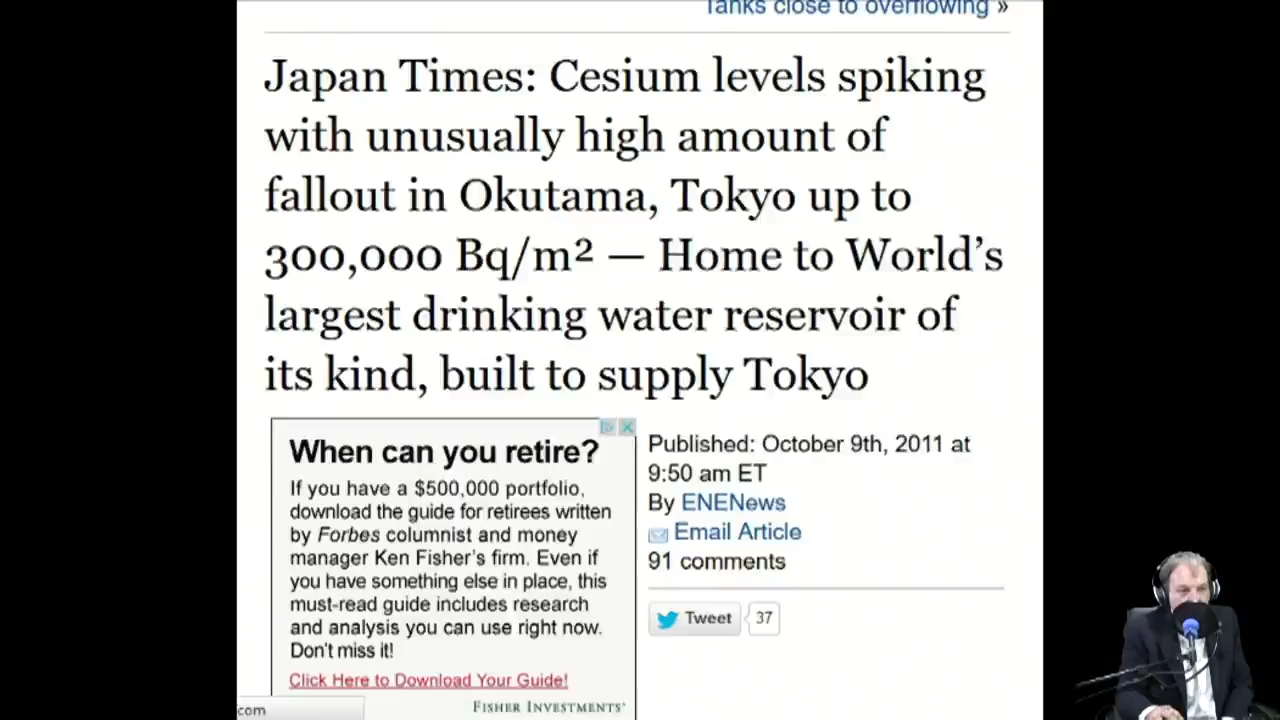 Tanks close to overflowing »
Japan Times: Cesium levels spiking
with unusually high amount of
fallout in Okutama, Tokyo up to
300,000 Bq/m² — Home to World's
largest drinking water reservoir of
its kind, built to supply Tokyo
When can you retire?
If you have a $500,000 portfolio,
download the guide for retirees written
by Forbes columnist and money
manager Ken Fisher's firm. Even if
you have something else in place, this
must-read guide includes research
and analysis you can use right now.
Don't miss it!
Click Here to Download Your Guide!
FISHER INVESTMENTS
Published: October 9th, 2011 at
9:50 am ET
By ENENews
Email Article
91 comments
Tweet 37
com